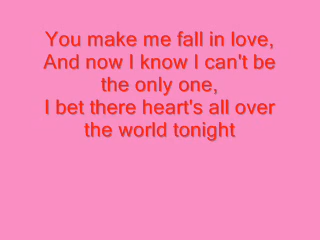 You make me fall in love,
And now I know I can't be
the only one,
I bet there heart's all over
the world tonight